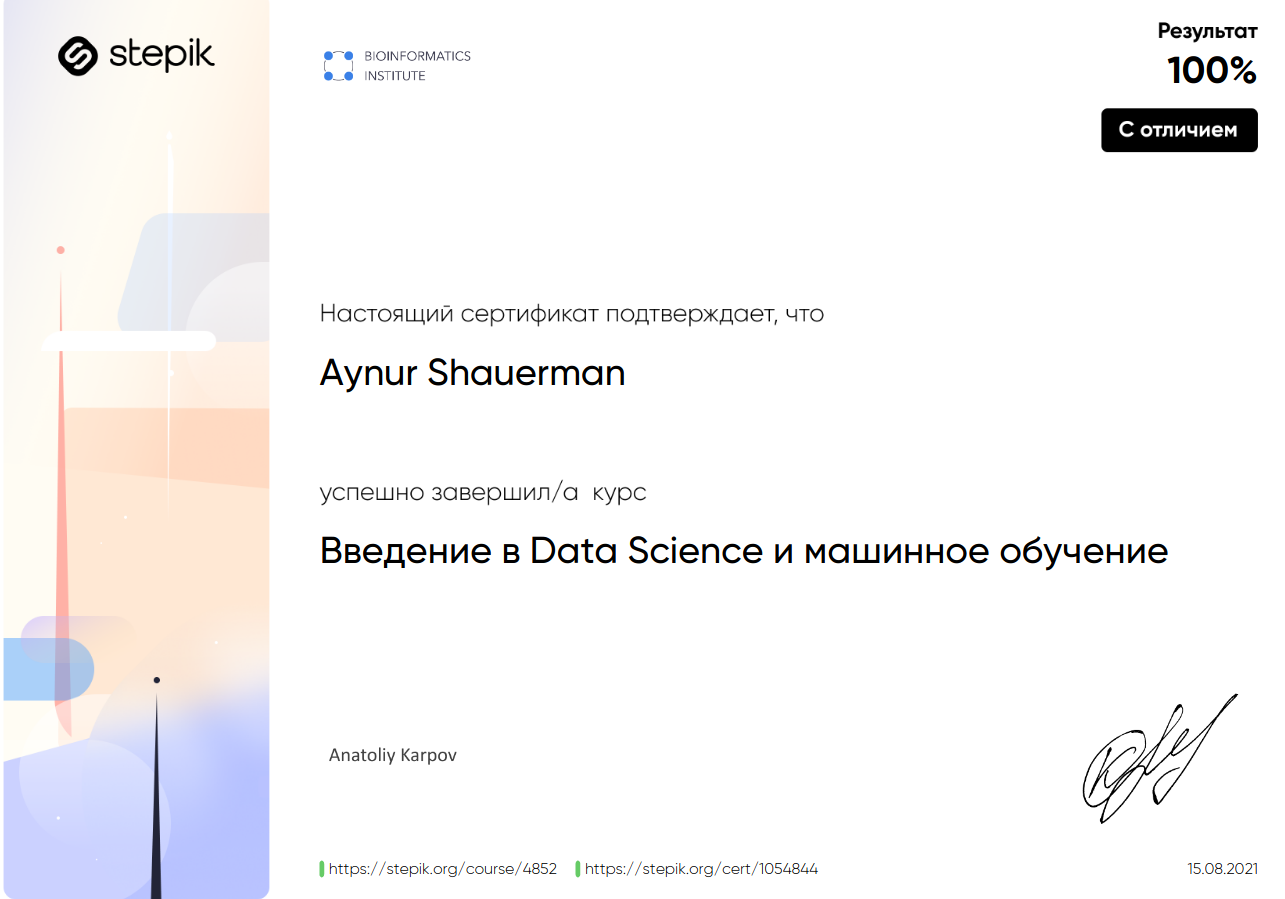 stepik
BIOINFORMATICS
INSTITUTE
Результат
100%
С отличием
Настоящий сертификат подтверждает, что
Aynur Shauerman
успешно завершил/а курс
Введение в Data Science и машинное обучение
Anatoliy Karpov
https://stepik.org/course/4852 https://stepik.org/cert/1054844
15.08.2021